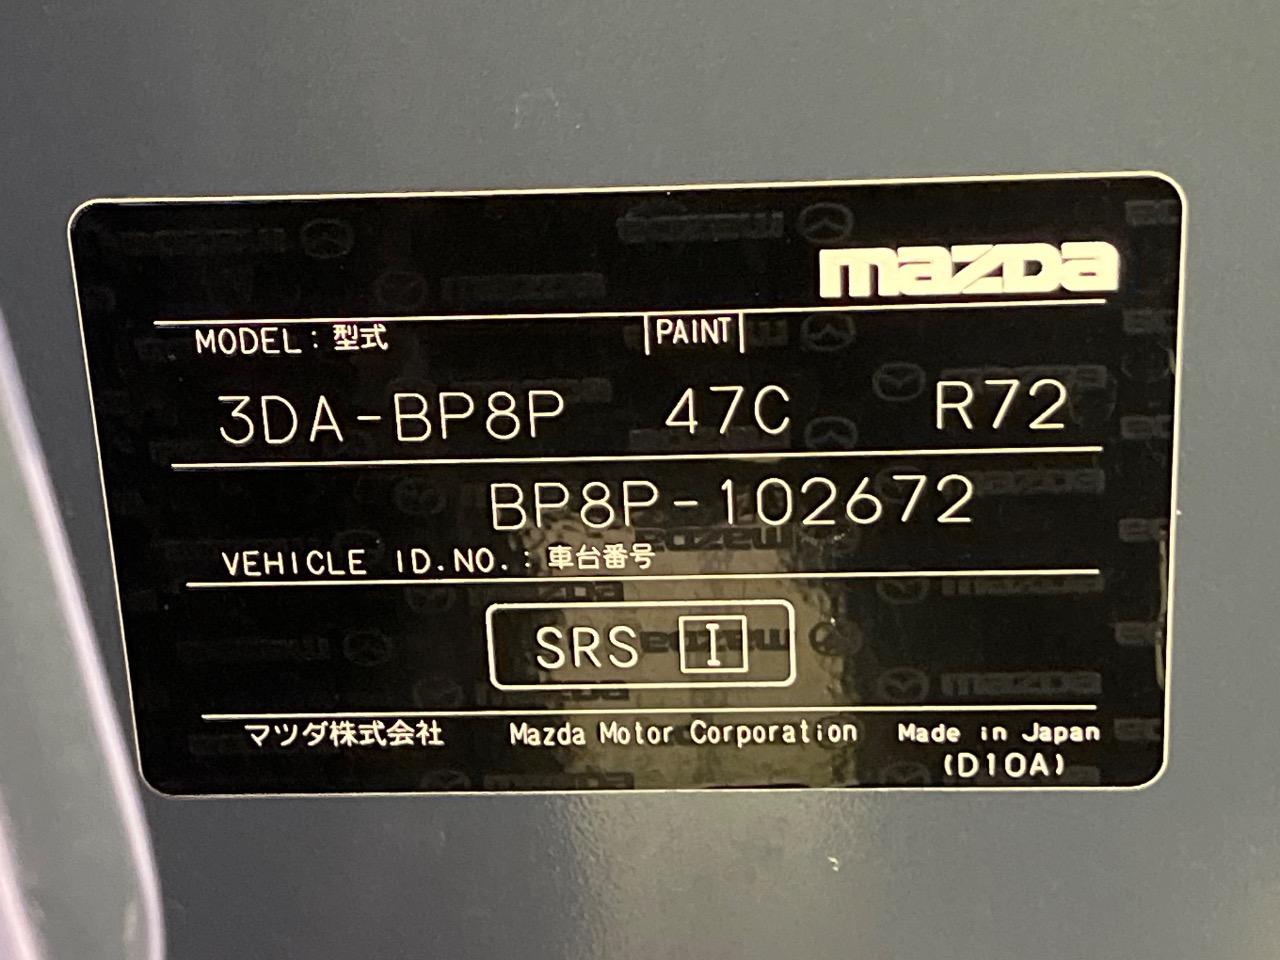 mazda
MODEL: 型式 PAINT
3DA-BP8P 47C R72
BP8P-102672
VEHICLE ID.NO.: 車台番号
SRS I
マツダ株式会社 Mazda Motor Corporation Made in Japan
(D10A)